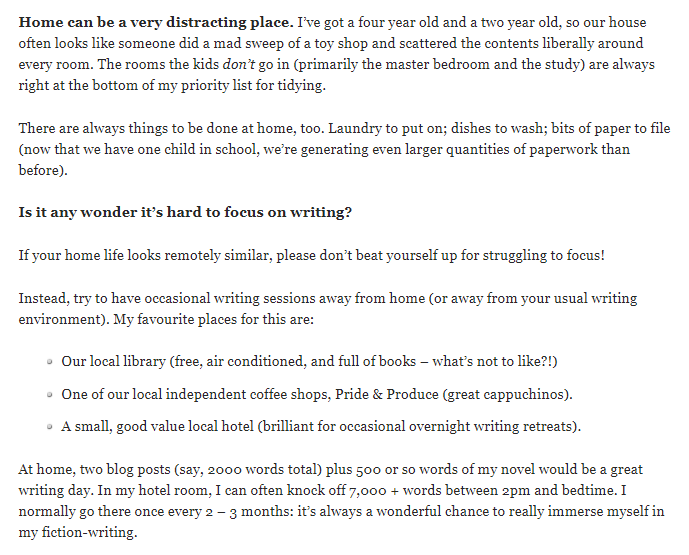 Home can be a very distracting place. I've got a four year old and a two year old, so our house
often looks like someone did a mad sweep of a toy shop and scattered the contents liberally around
every room. The rooms the kids don't go in (primarily the master bedroom and the study) are always
right at the bottom of my priority list for tidying.
There are always things to be done at home, too. Laundry to put on; dishes to wash; bits of paper to file
(now that we have one child in school, we're generating even larger quantities of paperwork than
before).
Is it any wonder it's hard to focus on writing?
If your home life looks remotely similar, please don't beat yourself up for struggling to focus!
Instead, try to have occasional writing sessions away from home (or away from your usual writing
environment). My favourite places for this are:
Our local library (free, air conditioned, and full of books – what's not to like?!)
One of our local independent coffee shops, Pride & Produce (great cappuchinos).
A small, good value local hotel (brilliant for occasional overnight writing retreats).
At home, two blog posts (say, 2000 words total) plus 500 or so words of my novel would be a great
writing day. In my hotel room, I can often knock off 7,000 + words between 2pm and bedtime. I
normally go there once every 2 – 3 months: it's always a wonderful chance to really immerse myself in
my fiction-writing.